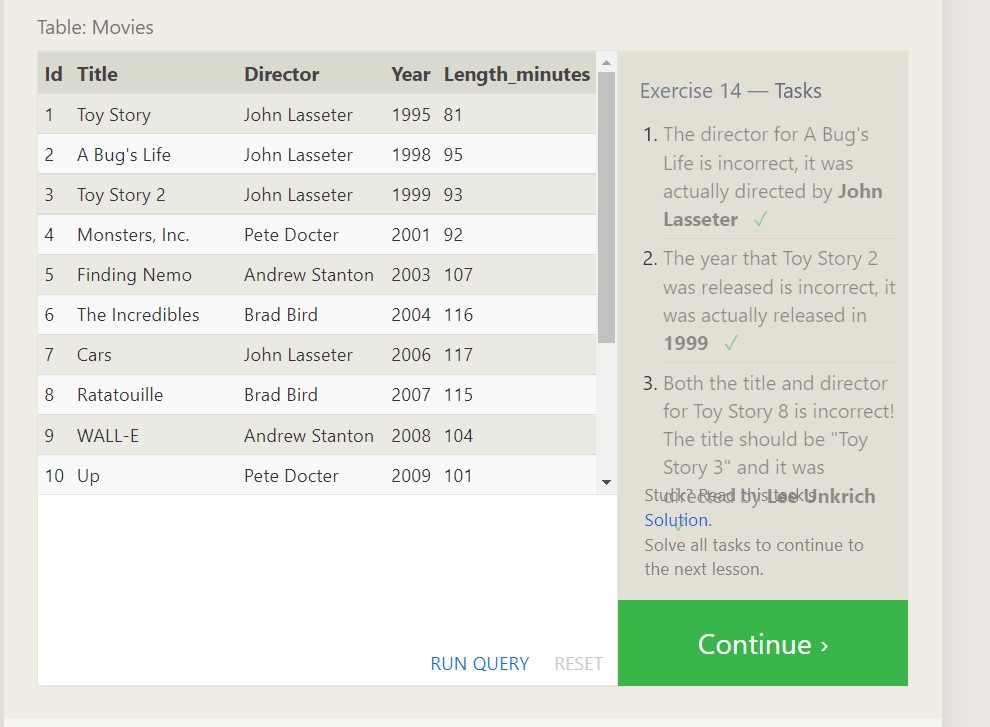 Table: Movies
Id Title Director Year Length_minutes
1 Toy Story John Lasseter 1995 81
2 A Bug's Life John Lasseter 1998 95
3 Toy Story 2 John Lasseter 1999 93
4 Monsters, Inc. Pete Docter 2001 92
5 Finding Nemo Andrew Stanton 2003 107
6 The Incredibles Brad Bird 2004 116
7 Cars John Lasseter 2006 117
8 Ratatouille Brad Bird 2007 115
9 WALL-E Andrew Stanton 2008 104
10 Up Pete Docter 2009 101
RUN QUERY RESET
Exercise 14 — Tasks
1. The director for A Bug's
Life is incorrect, it was
actually directed by John
Lasseter ✓
2. The year that Toy Story 2
was released is incorrect, it
was actually released in
1999 ✓
3. Both the title and director
for Toy Story 8 is incorrect!
The title should be "Toy
Story 3" and it was
directed by Lee Unkrich
✓
Stuck? Read this task's
Solution.
Solve all tasks to continue to
the next lesson.
Continue ›